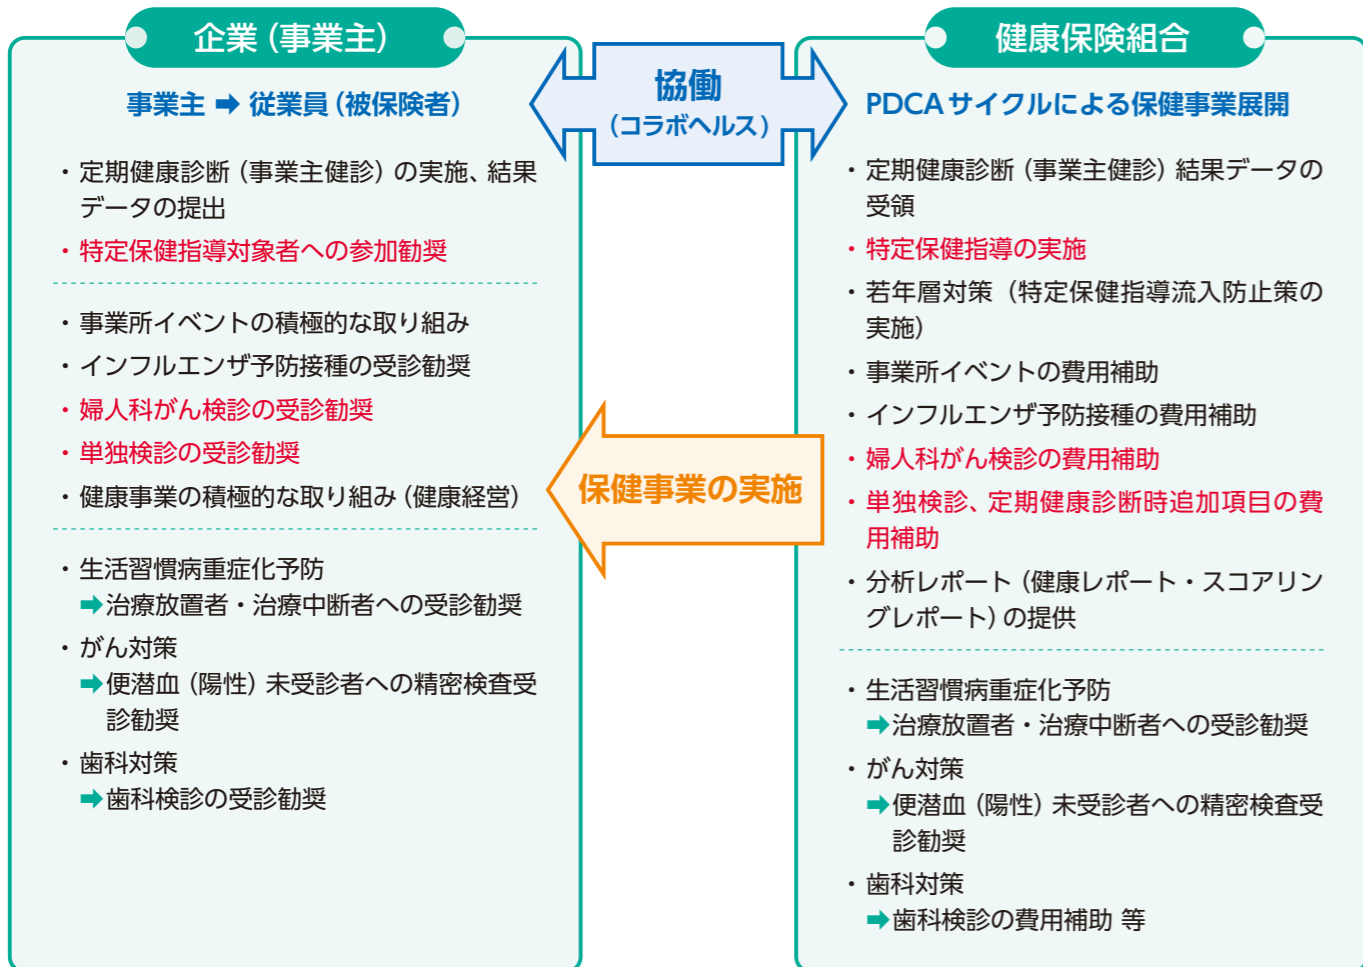 企業（事業主）
事業主 ➡ 従業員（被保険者）
・定期健康診断（事業主健診）の実施、結果
データの提出
・特定保健指導対象者への参加勧奨
・事業所イベントの積極的な取り組み
・インフルエンザ予防接種の受診勧奨
・婦人科がん検診の受診勧奨
・単独検診の受診勧奨
・健康事業の積極的な取り組み（健康経営）
・生活習慣病重症化予防
➡治療放置者・治療中断者への受診勧奨
・がん対策
➡便潜血（陽性）未受診者への精密検査受
診勧奨
・歯科対策
➡歯科検診の受診勧奨
協働
（コラボヘルス）
保健事業の実施
健康保険組合
PDCAサイクルによる保健事業展開
・定期健康診断（事業主健診）結果データの
受領
・特定保健指導の実施
・若年層対策（特定保健指導流入防止策の
実施）
・事業所イベントの費用補助
・インフルエンザ予防接種の費用補助
・婦人科がん検診の費用補助
・単独検診、定期健康診断時追加項目の費
用補助
・分析レポート（健康レポート・スコアリン
グレポート）の提供
・生活習慣病重症化予防
➡治療放置者・治療中断者への受診勧奨
・がん対策
➡便潜血（陽性）未受診者への精密検査受
診勧奨
・歯科対策
➡歯科検診の費用補助 等